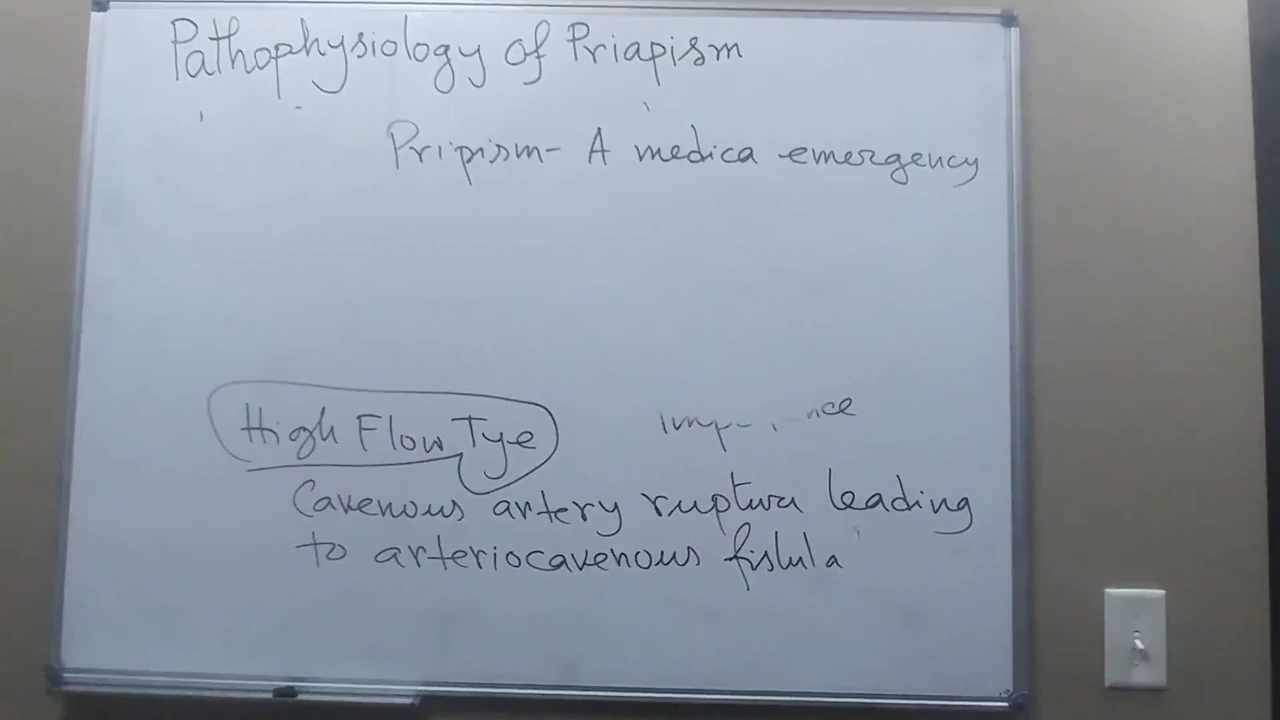 Pathophysiology of Priapism
Pripism- A medica emergency
High Flow Tye
Cavenous artery ruptura leading
to arteriocavenous fistula